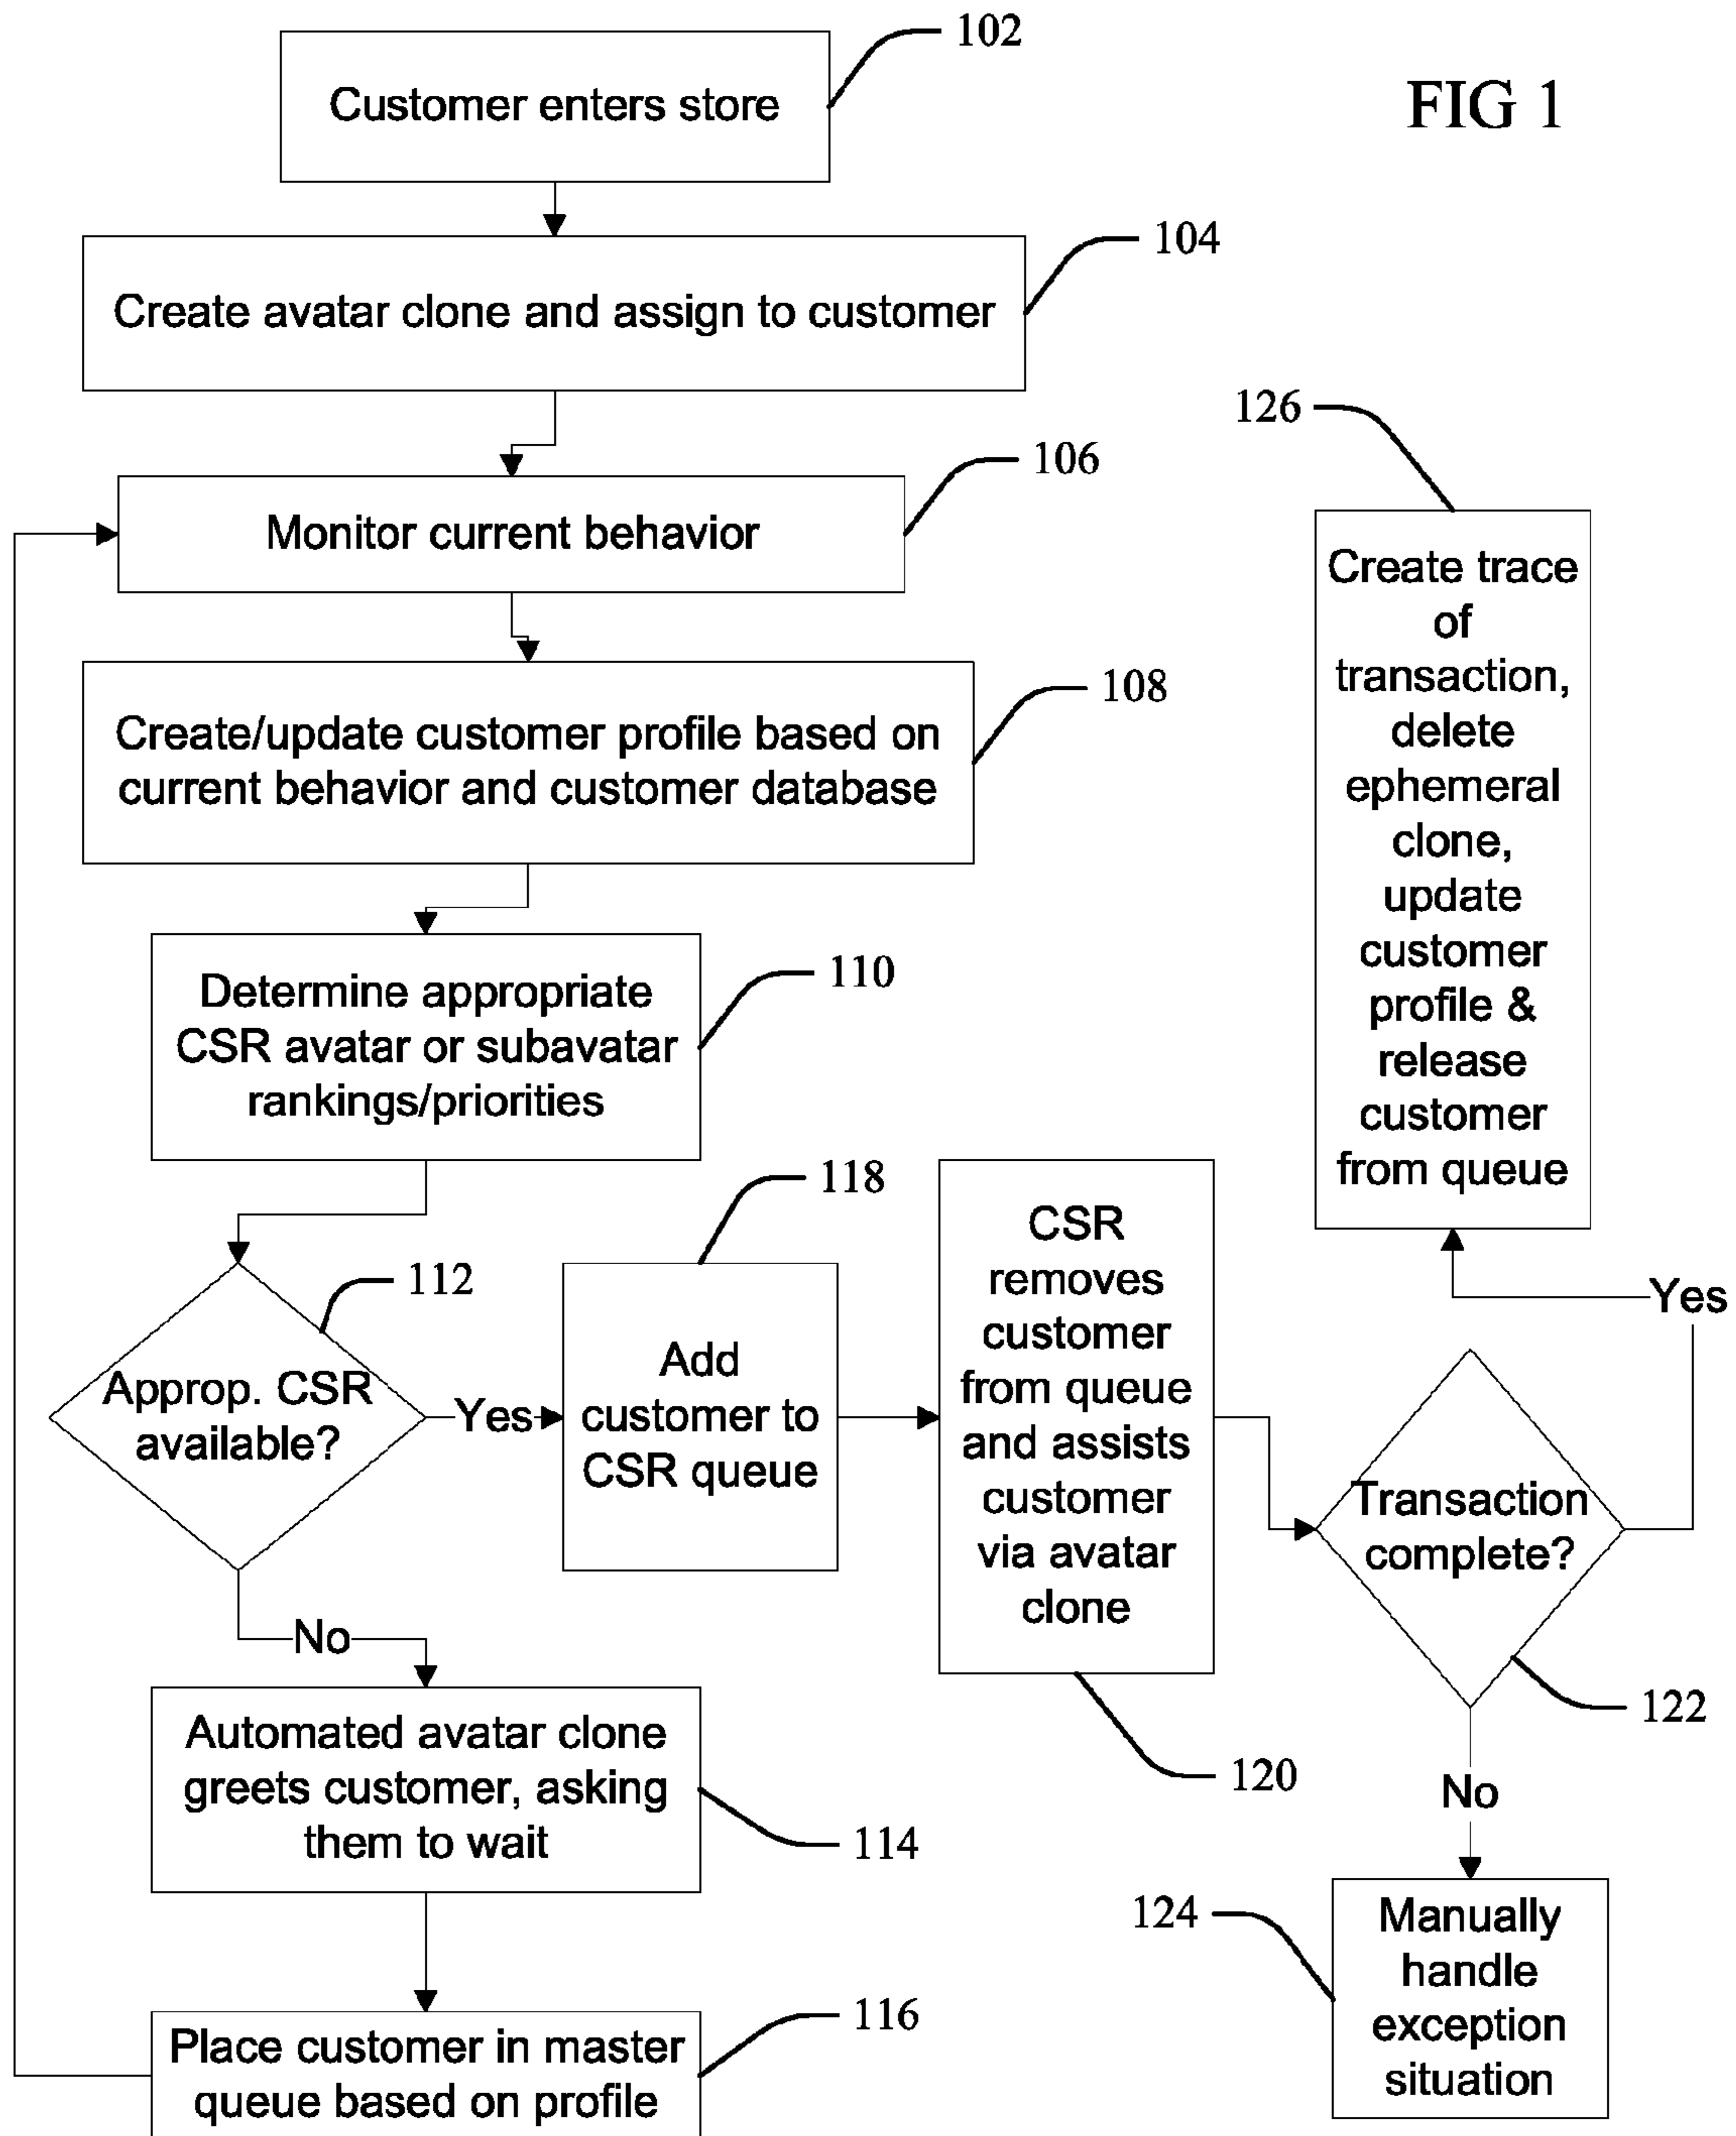 102
Customer enters store
FIG 1
104
Create avatar clone and assign to customer
126
106
Monitor current behavior
Create trace
of
transaction,
delete
ephemeral
clone,
update
customer
profile &
release
customer
from queue
108
Create/update customer profile based on
current behavior and customer database
110
Determine appropriate
CSR avatar or subavatar
rankings/priorities
118
112
Approp. CSR
available?
Yes
Add
customer to
CSR queue
CSR
removes
customer
from queue
and assists
customer
via avatar
clone
120
Yes
Transaction
complete?
122
No
Automated avatar clone
greets customer, asking
them to wait
114
No
124
Manually
handle
exception
situation
116
Place customer in master
queue based on profile